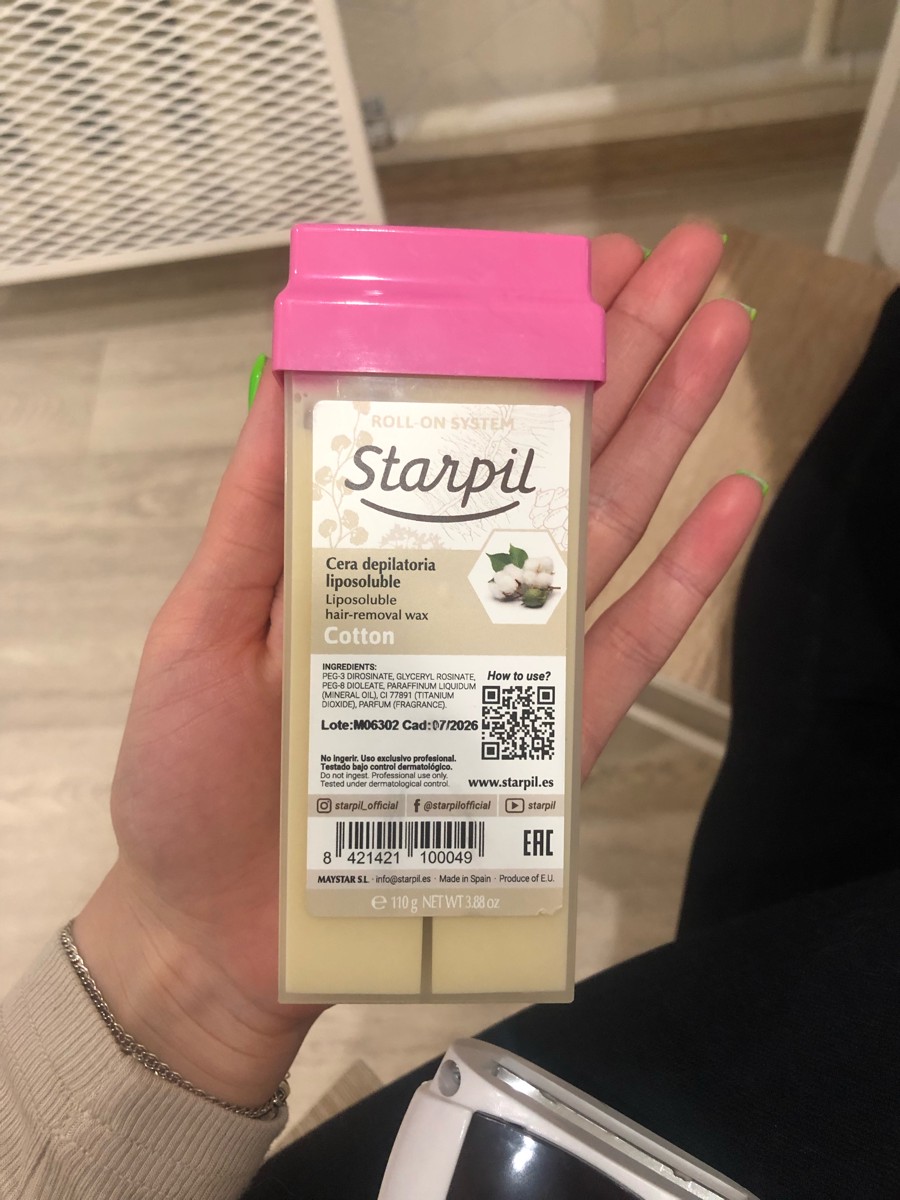 ROLL-ON SYSTEM
Starpil
Cera depilatoria
liposoluble
Liposoluble
hair-removal wax
Cotton
INGREDIENTS:
PEG-3 DIROSINATE, GLYCERYL ROSINATE,
PEG-8 DIOLEATE, PARAFFINUM LIQUIDUM
(MINERAL OIL), CI 77891 (TITANIUM
DIOXIDE), PARFUM (FRAGRANCE).
How to use?
Lote:M06302 Cad:07/2026
No ingerir. Uso exclusivo profesional.
Testado bajo control dermatológico.
Do not ingest. Professional use only.
Tested under dermatological control.
www.starpil.es
starpil_official
@starpilofficial
starpil
8 421421 100049
EAC
MAYSTAR S.L. · info@starpil.es · Made in Spain · Produce of E.U.
℮ 110 g NET WT 3.88 oz